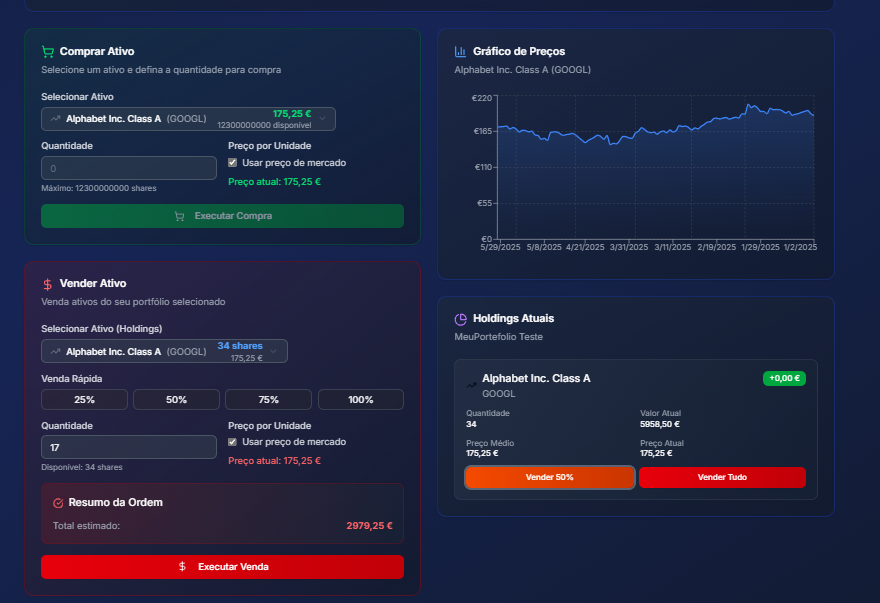 Comprar Ativo
Selecione um ativo e defina a quantidade para compra
Selecionar Ativo
Alphabet Inc. Class A (GOOGL) 175,25 €
12300000000 disponível
Quantidade Preço por Unidade
0 Usar preço de mercado
Preço atual: 175,25 €
Máximo: 12300000000 shares
Executar Compra
Vender Ativo
Venda ativos do seu portfólio selecionado
Selecionar Ativo (Holdings)
Alphabet Inc. Class A (GOOGL) 34 shares
175,25 €
Venda Rápida
25% 50% 75% 100%
Quantidade Preço por Unidade
17 Usar preço de mercado
Preço atual: 175,25 €
Disponível: 34 shares
Resumo da Ordem
Total estimado: 2979,25 €
$ Executar Venda
Gráfico de Preços
Alphabet Inc. Class A (GOOGL)
€220
€165
€110
€55
€0
5/29/2025 5/8/2025 4/21/2025 3/31/2025 3/11/2025 2/19/2025 1/29/2025 1/2/2025
Holdings Atuais
MeuPortefolio Teste
Alphabet Inc. Class A +0,00 €
GOOGL
Quantidade Valor Atual
34 5958,50 €
Preço Médio Preço Atual
175,25 € 175,25 €
Vender 50% Vender Tudo